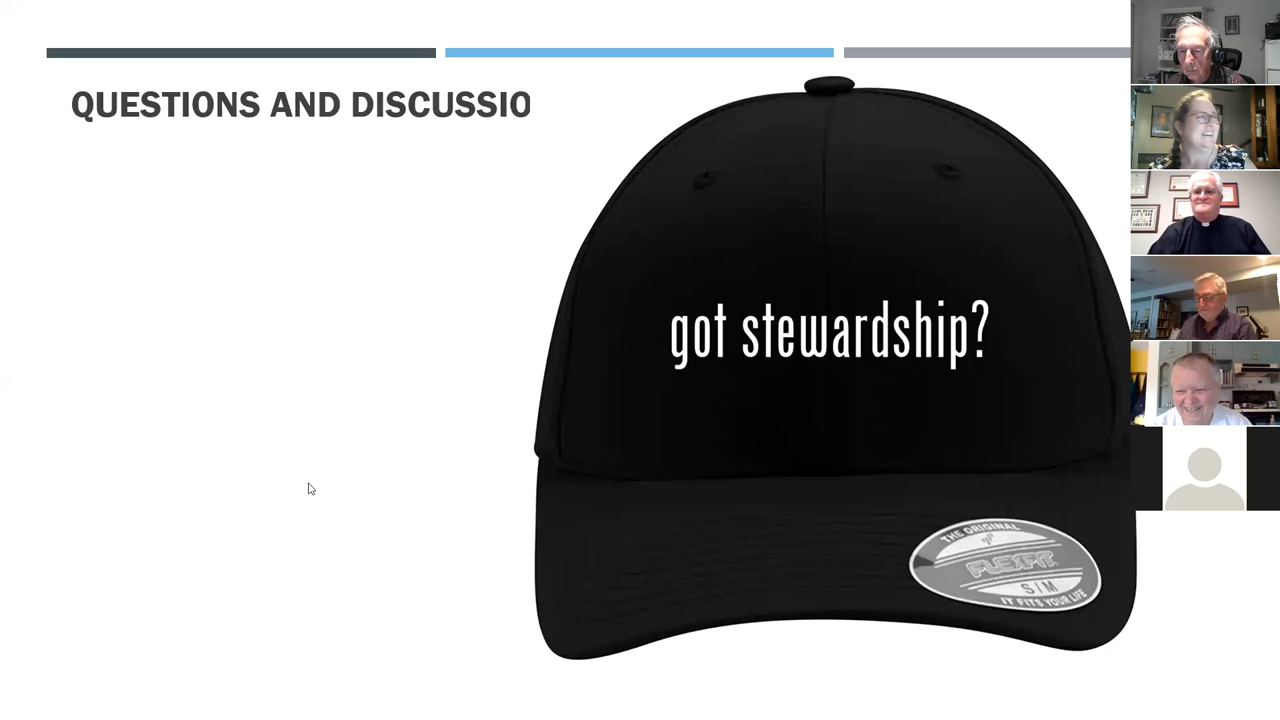 QUESTIONS AND DISCUSSIO
got stewardship?
THE ORIGINAL
FLEXFIT
S/M
IT FITS YOUR LIFE